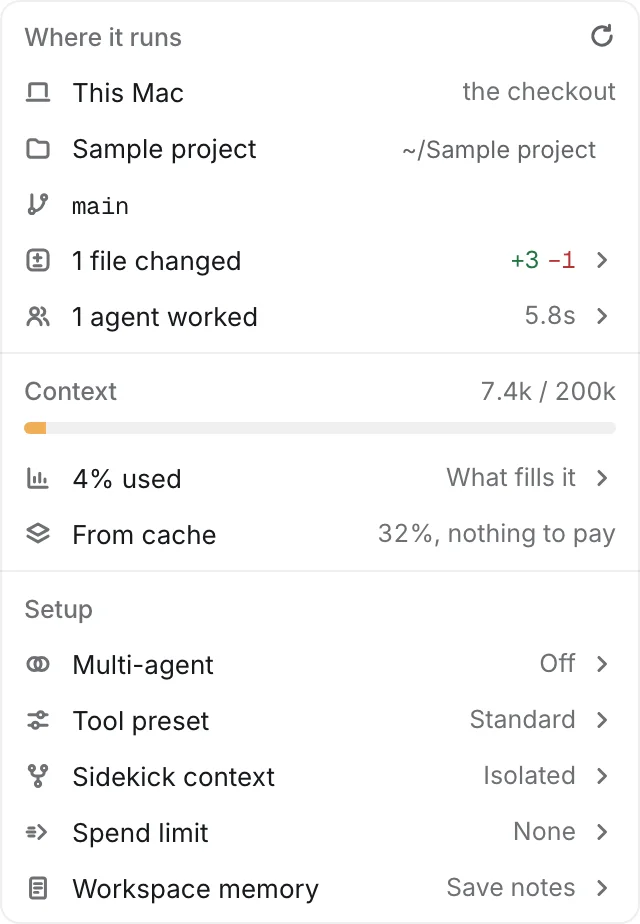 Where it runs
This Mac the checkout
Sample project ~/Sample project
main
1 file changed +3 −1
1 agent worked 5.8s
Context 7.4k / 200k
4% used What fills it
From cache 32%, nothing to pay
Setup
Multi-agent Off
Tool preset Standard
Sidekick context Isolated
Spend limit None
Workspace memory Save notes